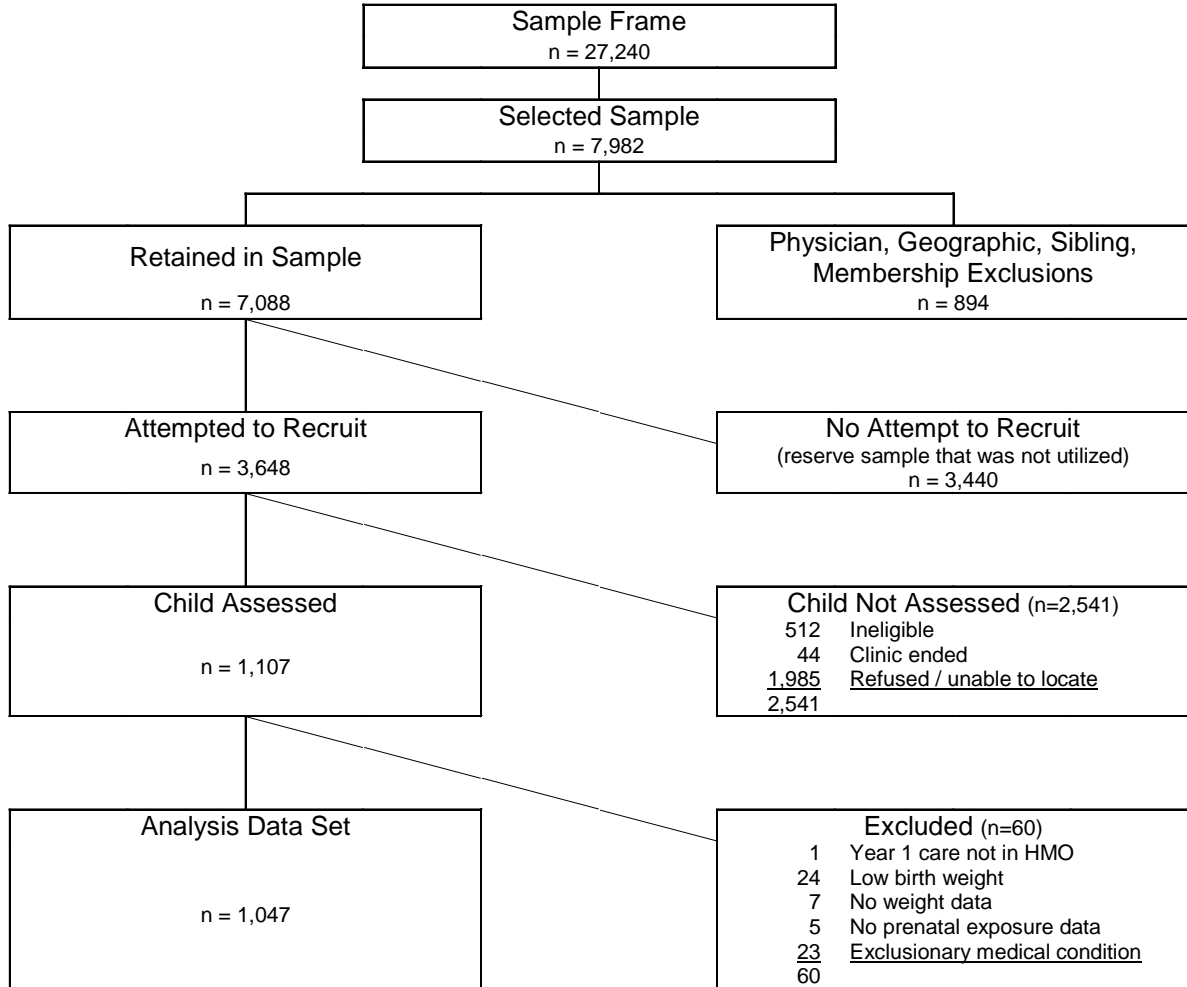 Sample Frame
n = 27,240
Selected Sample
n = 7,982
Retained in Sample
n = 7,088
Physician, Geographic, Sibling,
Membership Exclusions
n = 894
Attempted to Recruit
n = 3,648
No Attempt to Recruit
(reserve sample that was not utilized)
n = 3,440
Child Assessed
n = 1,107
Child Not Assessed (n=2,541)
512 Ineligible
44 Clinic ended
1,985 Refused / unable to locate
2,541
Analysis Data Set
n = 1,047
Excluded (n=60)
1 Year 1 care not in HMO
24 Low birth weight
7 No weight data
5 No prenatal exposure data
23 Exclusionary medical condition
60